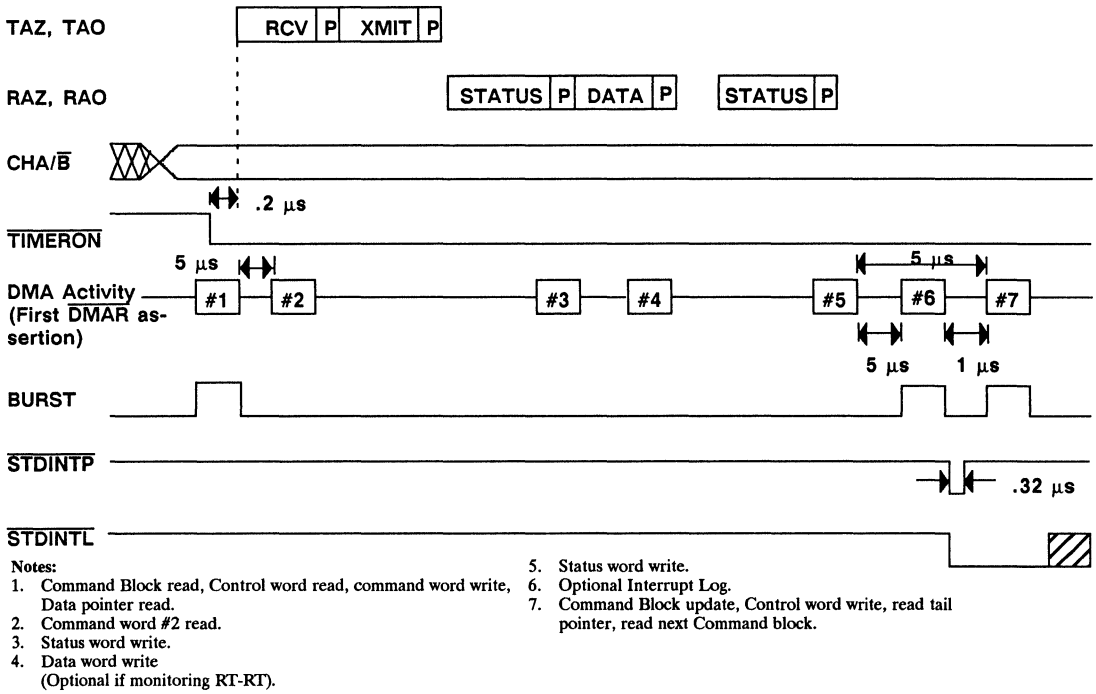 TAZ, TAO
RCV P XMIT P
RAZ, RAO
STATUS P DATA P STATUS P
CHA/B̅
.2 μs
T̅I̅M̅E̅R̅O̅N̅
5 μs
5 μs
DMA Activity
(First D̅M̅A̅R̅ as-
sertion)
#1 #2 #3 #4 #5 #6 #7
5 μs 1 μs
BURST
S̅T̅D̅I̅N̅T̅P̅
.32 μs
S̅T̅D̅I̅N̅T̅L̅
Notes:
1. Command Block read, Control word read, command word write,
Data pointer read.
2. Command word #2 read.
3. Status word write.
4. Data word write
(Optional if monitoring RT-RT).
5. Status word write.
6. Optional Interrupt Log.
7. Command Block update, Control word write, read tail
pointer, read next Command block.